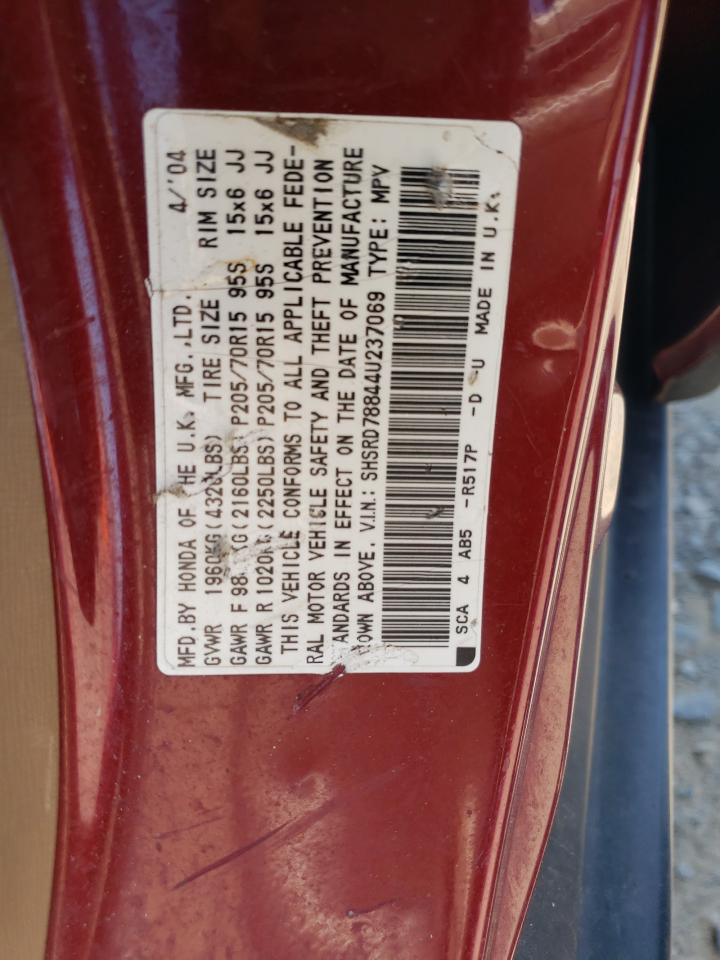 MFD.BY HONDA OF THE U.K. MFG.,LTD. 4/'04
GVWR 1960KG(4320LBS) TIRE SIZE RIM SIZE
GAWR F (2160LBS) P205/70R15 95S 15x6 JJ
GAWR R 1020KG(2250LBS) P205/70R15 95S 15x6 JJ
THIS VEHICLE CONFORMS TO ALL APPLICABLE FEDE-
RAL MOTOR VEHICLE SAFETY AND THEFT PREVENTION
ANDARDS IN EFFECT ON THE DATE OF MANUFACTURE
OWN ABOVE. V.I.N.: SHSRD78844U237069 TYPE: MPV
SCA 4 AB5 -R517P -D -U MADE IN U.K.